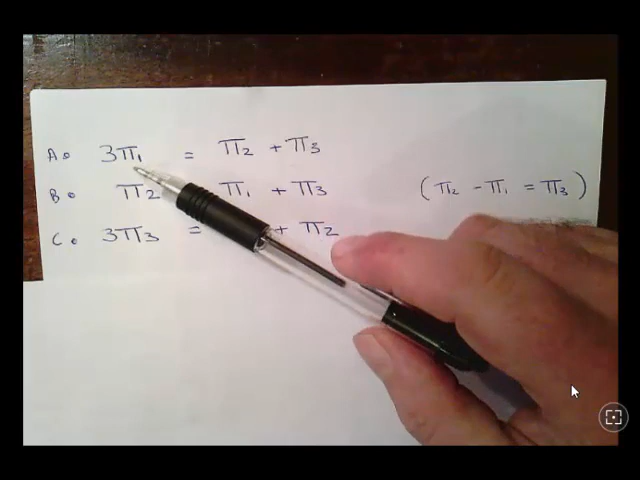 A. 3π1 = π2 + π3
B. π2 π1 + π3 (π2 - π1 = π3)
C. 3π3 = + π2